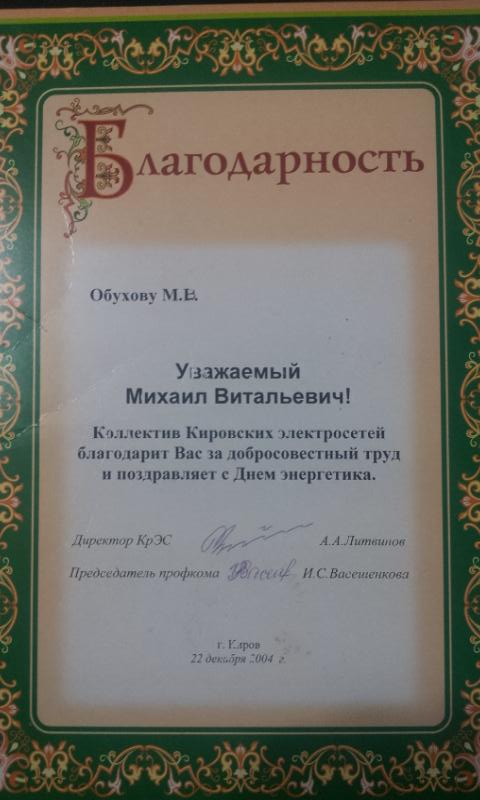 Благодарность
Обухову М.В.
Уважаемый
Михаил Витальевич!
Коллектив Кировских электросетей
благодарит Вас за добросовестный труд
и поздравляет с Днем энергетика.
Директор КрЭС А.А.Литвинов
Председатель профкома И.С.Васешенкова
г. Киров
22 декабря 2004 г.